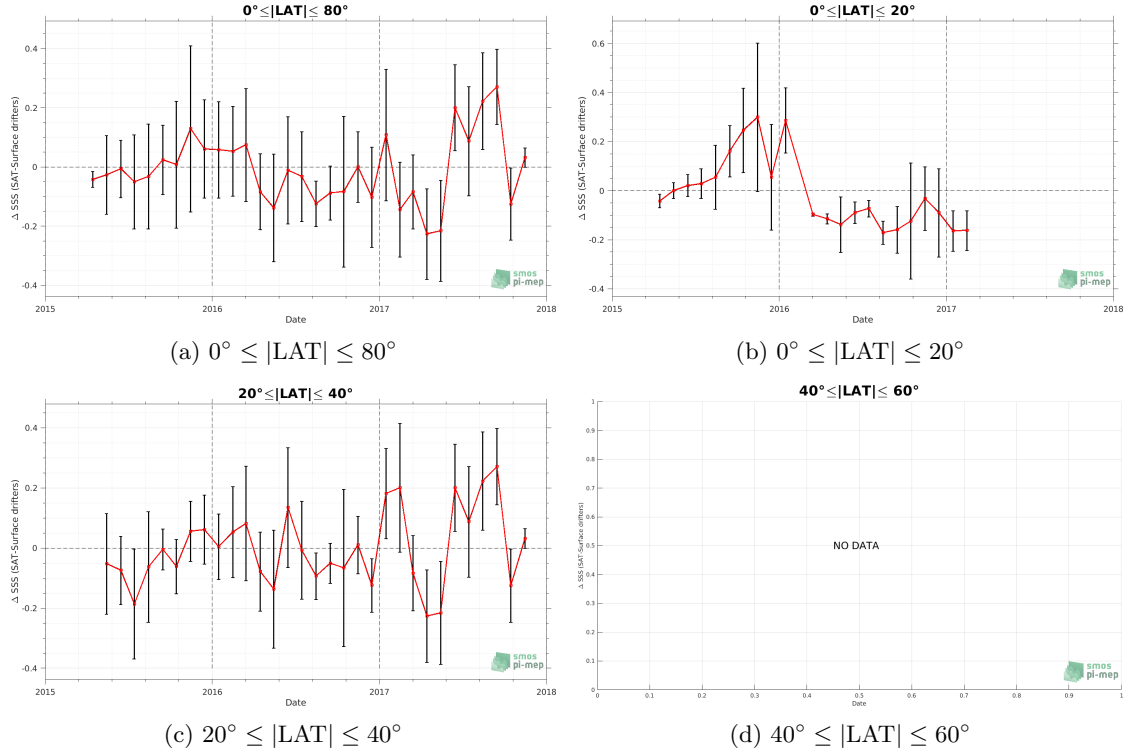 0°≤|LAT|≤ 80°
Δ SSS (SAT-Surface drifters)
0.4
0.2
0
-0.2
-0.4
2015
2016
2017
2018
Date
smos
pi-mep
(a) 0° ≤ |LAT| ≤ 80°
0°≤|LAT|≤ 20°
Δ SSS (SAT-Surface drifters)
0.6
0.4
0.2
0
-0.2
-0.4
2015
2016
2017
2018
Date
smos
pi-mep
(b) 0° ≤ |LAT| ≤ 20°
20°≤|LAT|≤ 40°
Δ SSS (SAT-Surface drifters)
0.4
0.2
0
-0.2
-0.4
2015
2016
2017
2018
Date
smos
pi-mep
(c) 20° ≤ |LAT| ≤ 40°
40°≤|LAT|≤ 60°
Δ SSS (SAT-Surface drifters)
1
0.9
0.8
0.7
0.6
0.5
0.4
0.3
0.2
0.1
0
NO DATA
0
0.1
0.2
0.3
0.4
0.5
0.6
0.7
0.8
0.9
1
Date
smos
pi-mep
(d) 40° ≤ |LAT| ≤ 60°